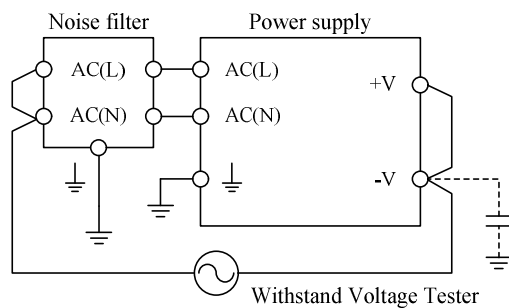 Noise filter
Power supply
AC(L)
AC(L)
+V
AC(N)
AC(N)
-V
Withstand Voltage Tester